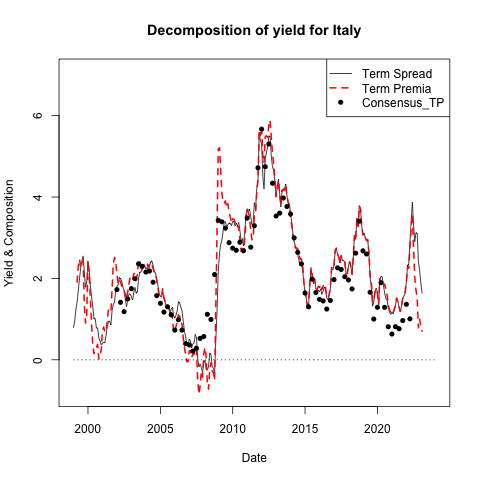 Decomposition of yield for Italy
Term Spread
Term Premia
Consensus_TP
Yield & Composition
6
4
2
0
2000 2005 2010 2015 2020
Date